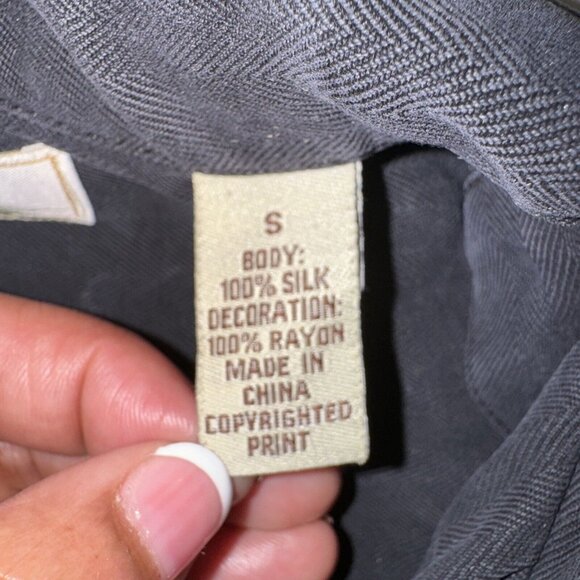 S
BODY:
100% SILK
DECORATION:
100% RAYON
MADE IN
CHINA
COPYRIGHTED
PRINT